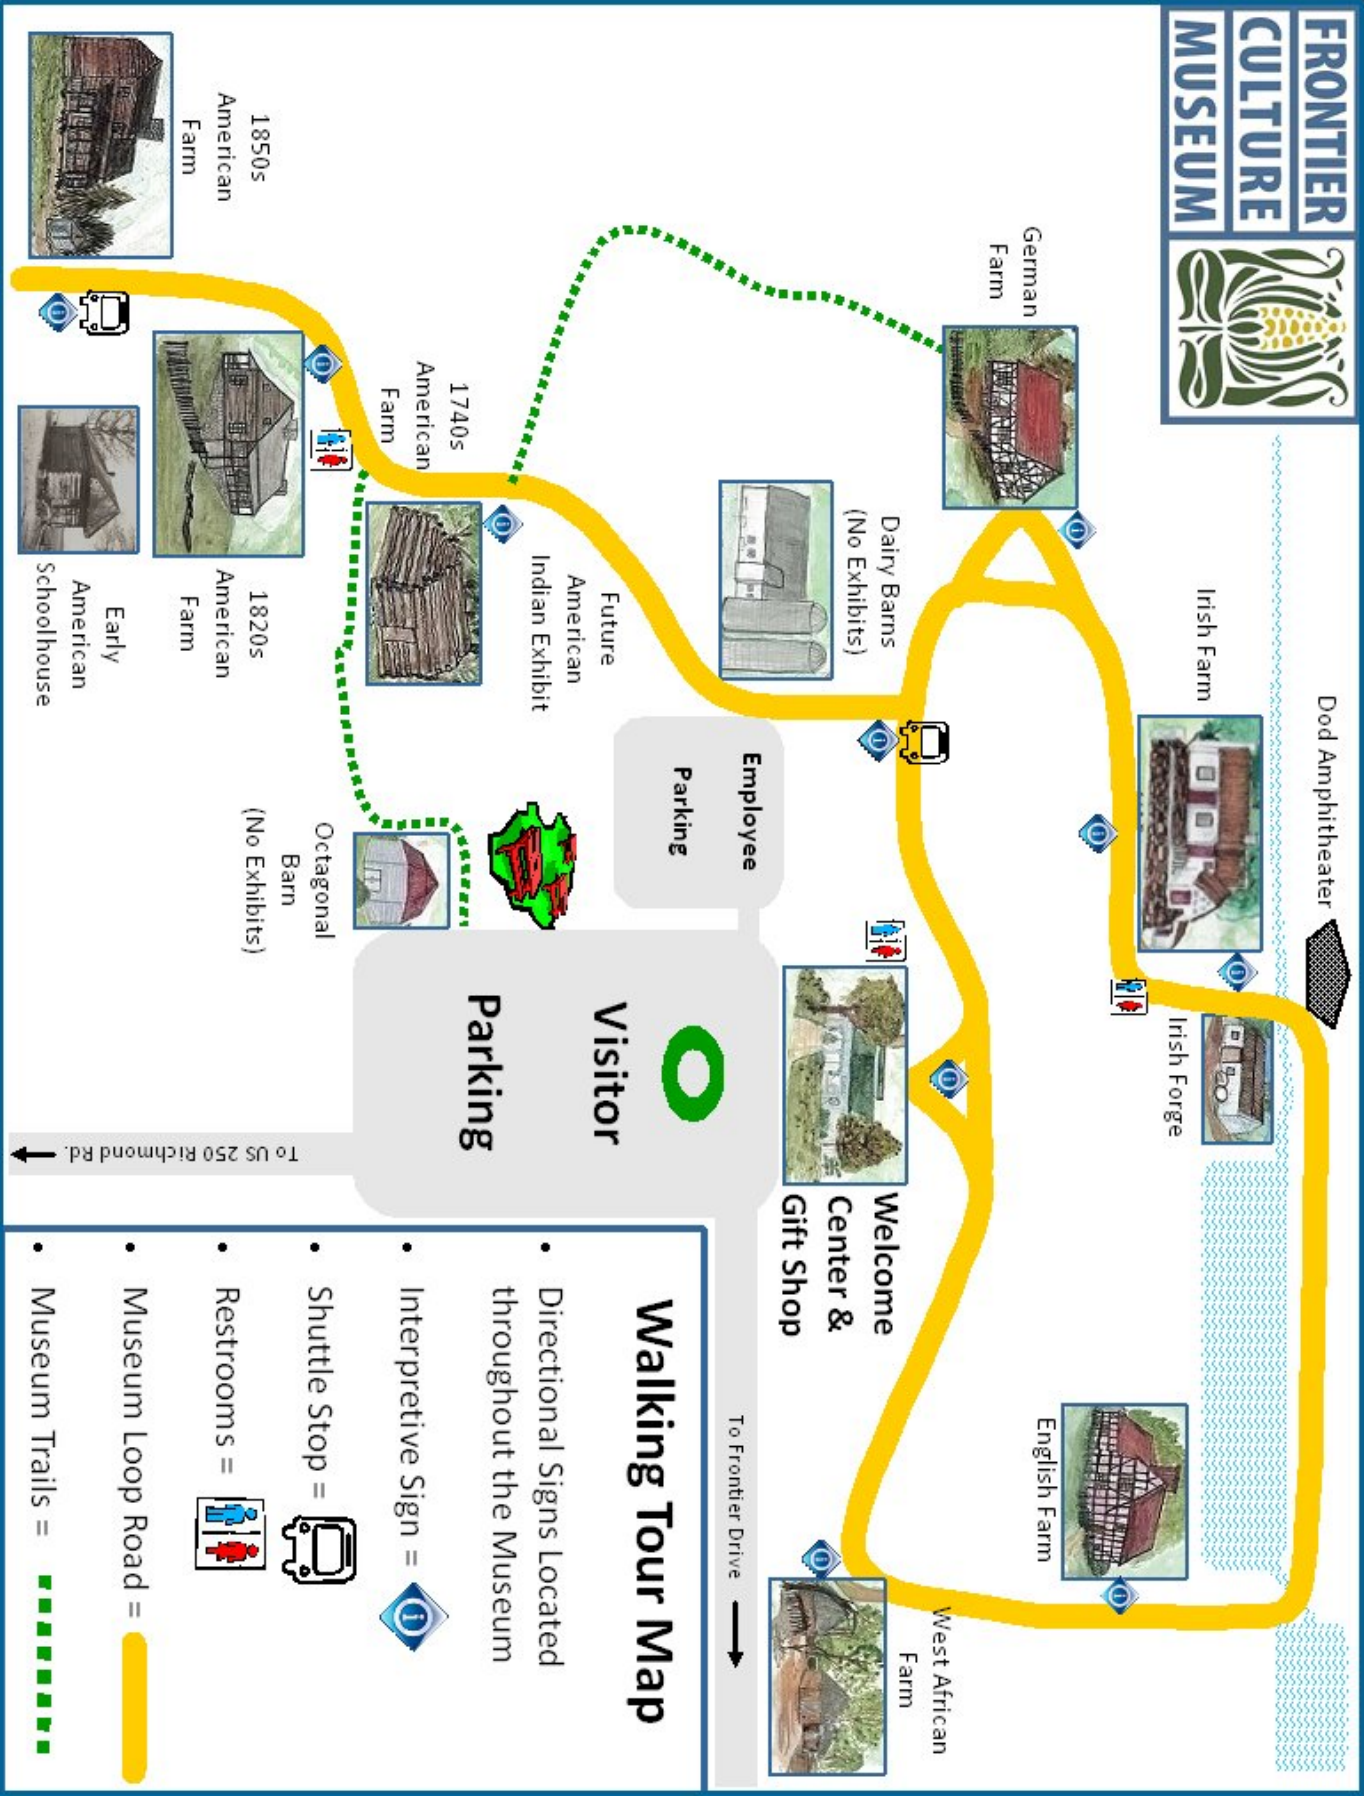 FRONTIER
CULTURE
MUSEUM
Dod Amphitheater
Irish Farm
German
Farm
Irish Forge
English Farm
Dairy Barns
(No Exhibits)
West African
Farm
Welcome
Center &
Gift Shop
Employee
Parking
To Frontier Drive
Future
American
Indian Exhibit
Visitor
Parking
1740s
American
Farm
Octagonal
Barn
(No Exhibits)
1850s
American
Farm
1820s
American
Farm
Early
American
Schoolhouse
To US 250 Richmond Rd.
Walking Tour Map
• Directional Signs Located
throughout the Museum
• Interpretive Sign =
• Shuttle Stop =
• Restrooms =
• Museum Loop Road =
• Museum Trails =